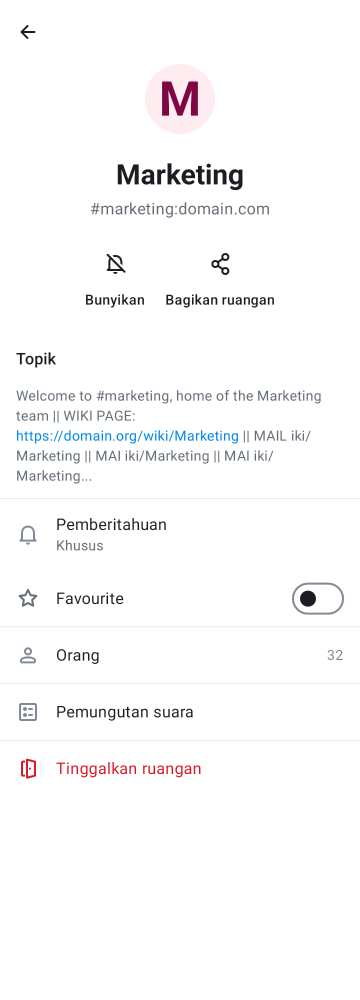 M
Marketing
#marketing:domain.com
Bunyikan
Bagikan ruangan
Topik
Welcome to #marketing, home of the Marketing
team || WIKI PAGE:
https://domain.org/wiki/Marketing || MAIL iki/
Marketing || MAI iki/Marketing || MAI iki/
Marketing...
Pemberitahuan
Khusus
Favourite
Orang 32
Pemungutan suara
Tinggalkan ruangan